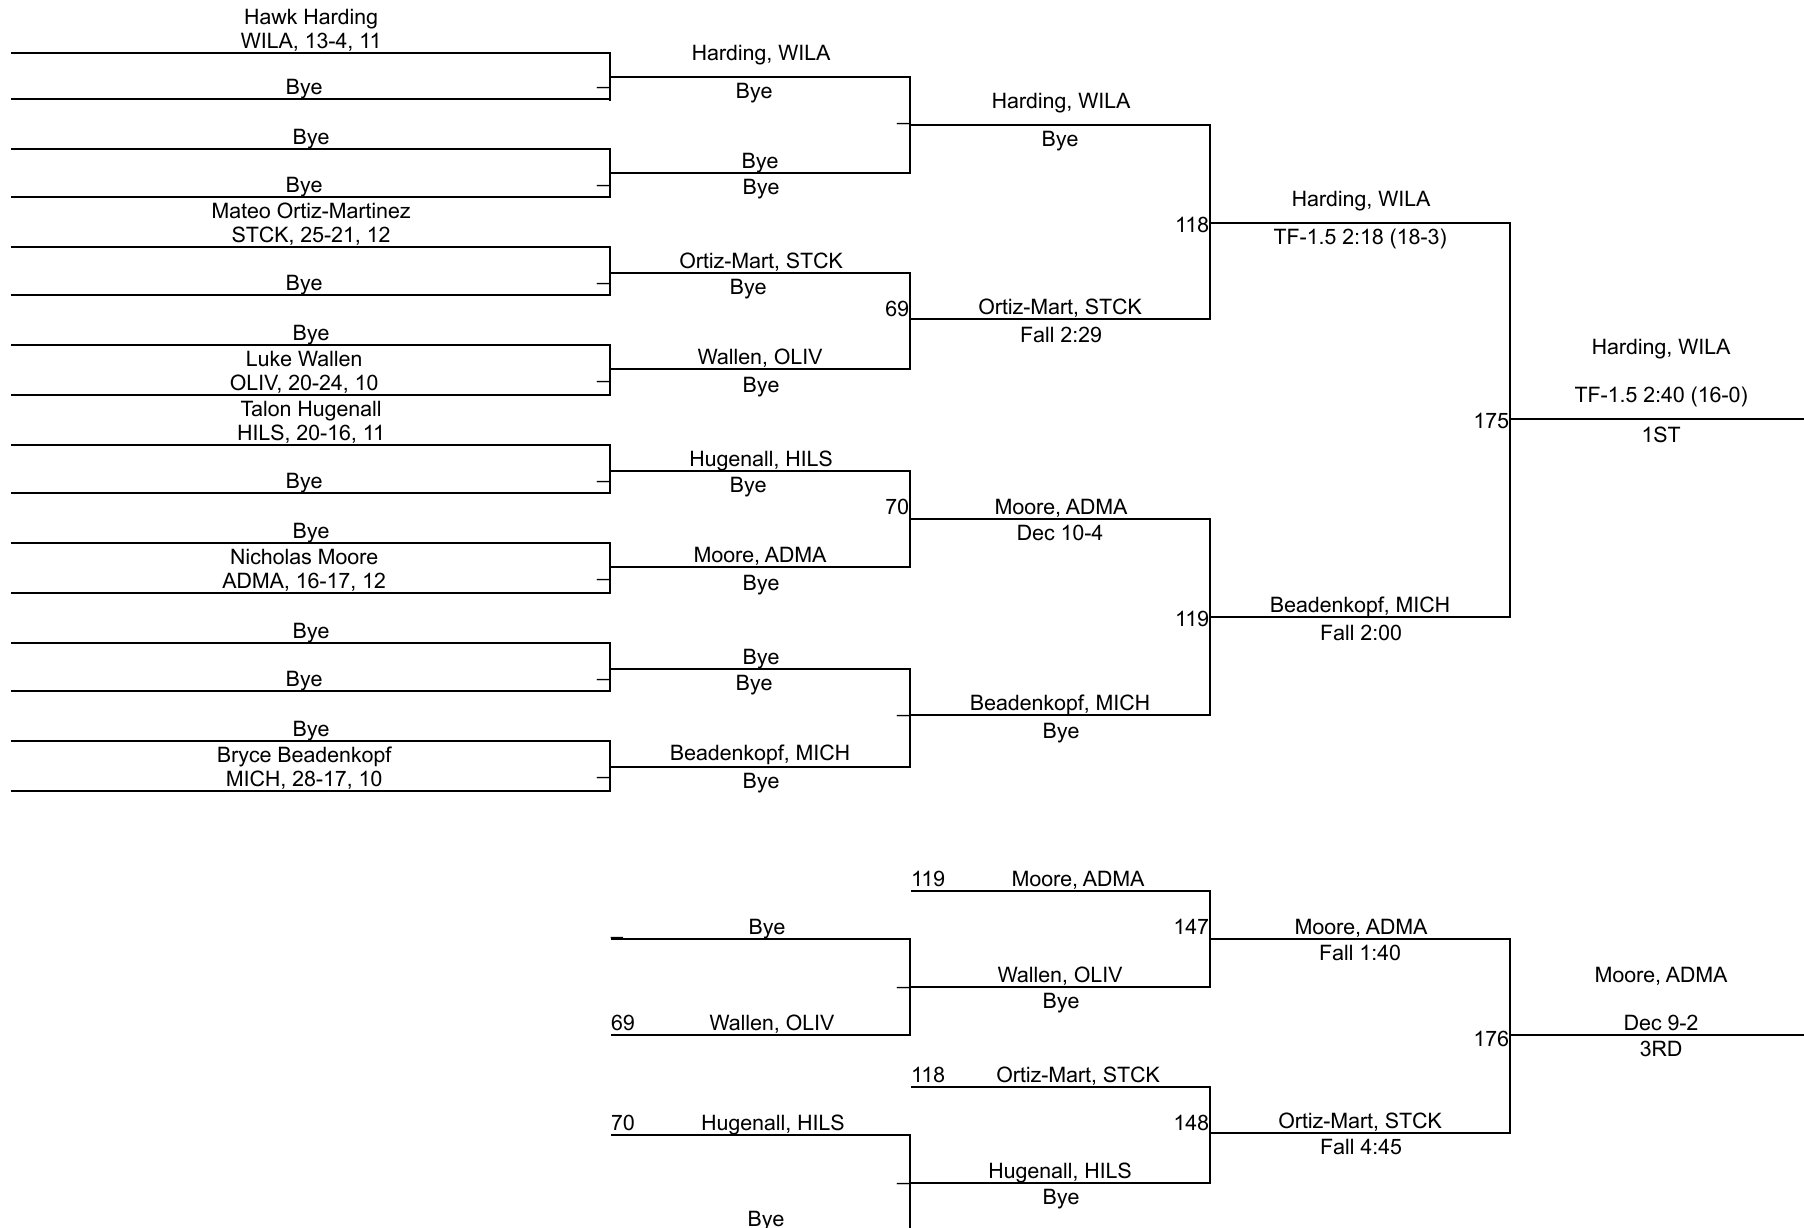 Hawk Harding
WILA, 13-4, 11
Bye
Bye
Bye
Mateo Ortiz-Martinez
STCK, 25-21, 12
Bye
Bye
Luke Wallen
OLIV, 20-24, 10
Talon Hugenall
HILS, 20-16, 11
Bye
Bye
Nicholas Moore
ADMA, 16-17, 12
Bye
Bye
Bye
Bryce Beadenkopf
MICH, 28-17, 10
Harding, WILA
Bye
Bye
Bye
Ortiz-Mart, STCK
Bye
69
Wallen, OLIV
Bye
Hugenall, HILS
Bye
70
Moore, ADMA
Bye
Bye
Bye
Beadenkopf, MICH
Bye
Harding, WILA
Bye
118
Ortiz-Mart, STCK
Fall 2:29
Moore, ADMA
Dec 10-4
119
Beadenkopf, MICH
Bye
Harding, WILA
TF-1.5 2:18 (18-3)
175
Beadenkopf, MICH
Fall 2:00
Harding, WILA
TF-1.5 2:40 (16-0)
1ST
119 Moore, ADMA
Bye
147
Wallen, OLIV
Bye
69 Wallen, OLIV
118 Ortiz-Mart, STCK
70 Hugenall, HILS
148
Hugenall, HILS
Bye
Bye
Moore, ADMA
Fall 1:40
176
Ortiz-Mart, STCK
Fall 4:45
Moore, ADMA
Dec 9-2
3RD